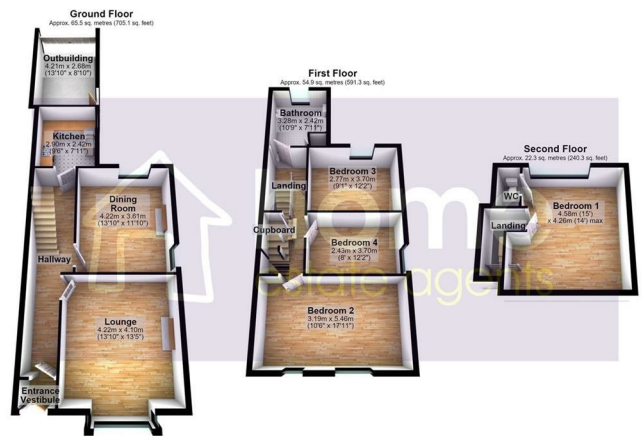 Ground Floor
Approx. 65.5 sq. metres (705.1 sq. feet)
Outbuilding
4.21m x 2.68m
(13'10" x 8'10")
Kitchen
2.90m x 2.42m
(9'6" x 7'11")
Dining
Room
4.22m x 3.61m
(13'10" x 11'10")
Hallway
Lounge
4.22m x 4.10m
(13'10" x 13'5")
Entrance
Vestibule
First Floor
Approx. 54.9 sq. metres (591.3 sq. feet)
Bathroom
3.28m x 2.42m
(10'9" x 7'11")
Bedroom 3
2.77m x 3.70m
(9'1" x 12'2")
Landing
Cupboard
Bedroom 4
2.43m x 3.70m
(8' x 12'2")
Bedroom 2
3.19m x 5.46m
(10'6" x 17'11")
Second Floor
Approx. 22.3 sq. metres (240.3 sq. feet)
WC
Bedroom 1
4.58m (15')
x 4.26m (14') max
Landing
estate agents